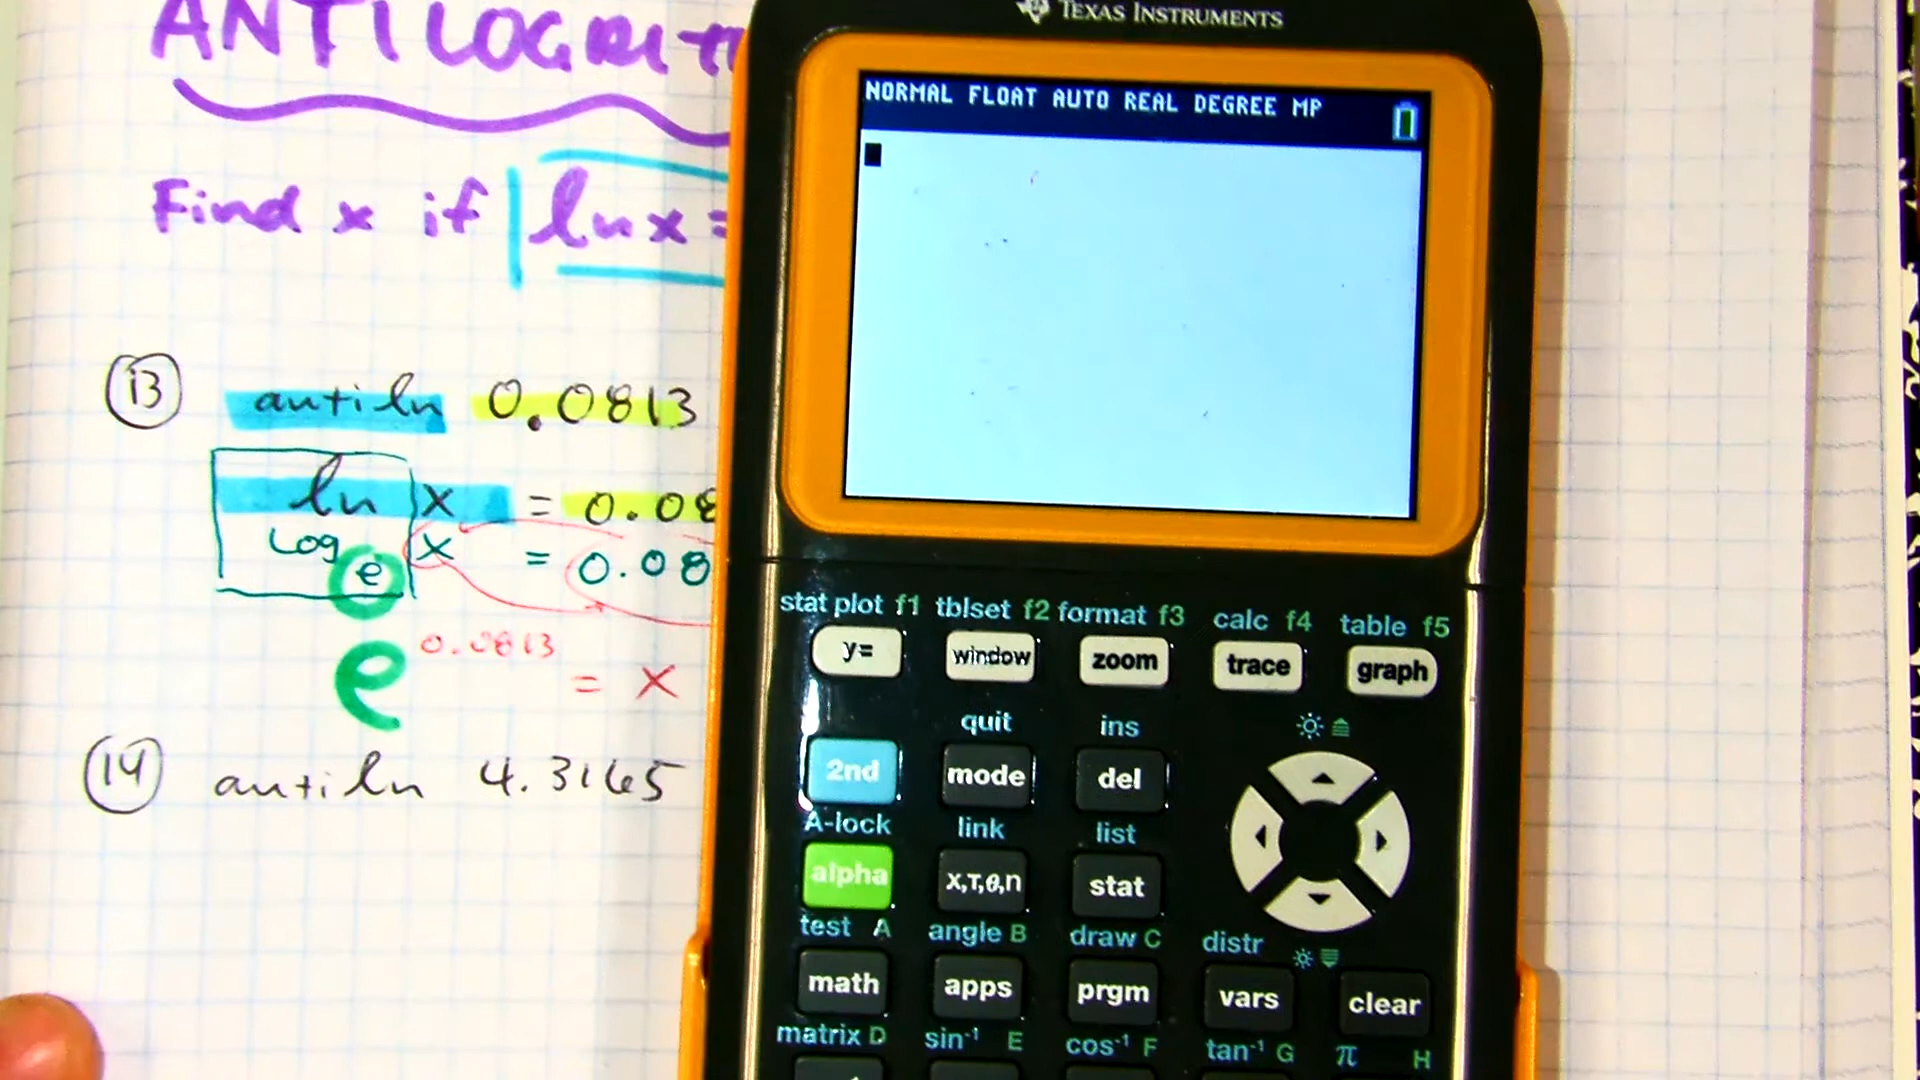 ANTILOGARITH
Find x if ln x =
13 antiln 0.0813
ln x = 0.08
Log e x = 0.08
e 0.0813 = x
14 antiln 4.3165
TEXAS INSTRUMENTS
NORMAL FLOAT AUTO REAL DEGREE MP
stat plot f1 tblset f2 format f3 calc f4 table f5
y= window zoom trace graph
quit ins
2nd mode del
A-lock link list
alpha x,T,θ,n stat
test A angle B draw C distr
math apps prgm vars clear
matrix D sin⁻¹ E cos⁻¹ F tan⁻¹ G π H